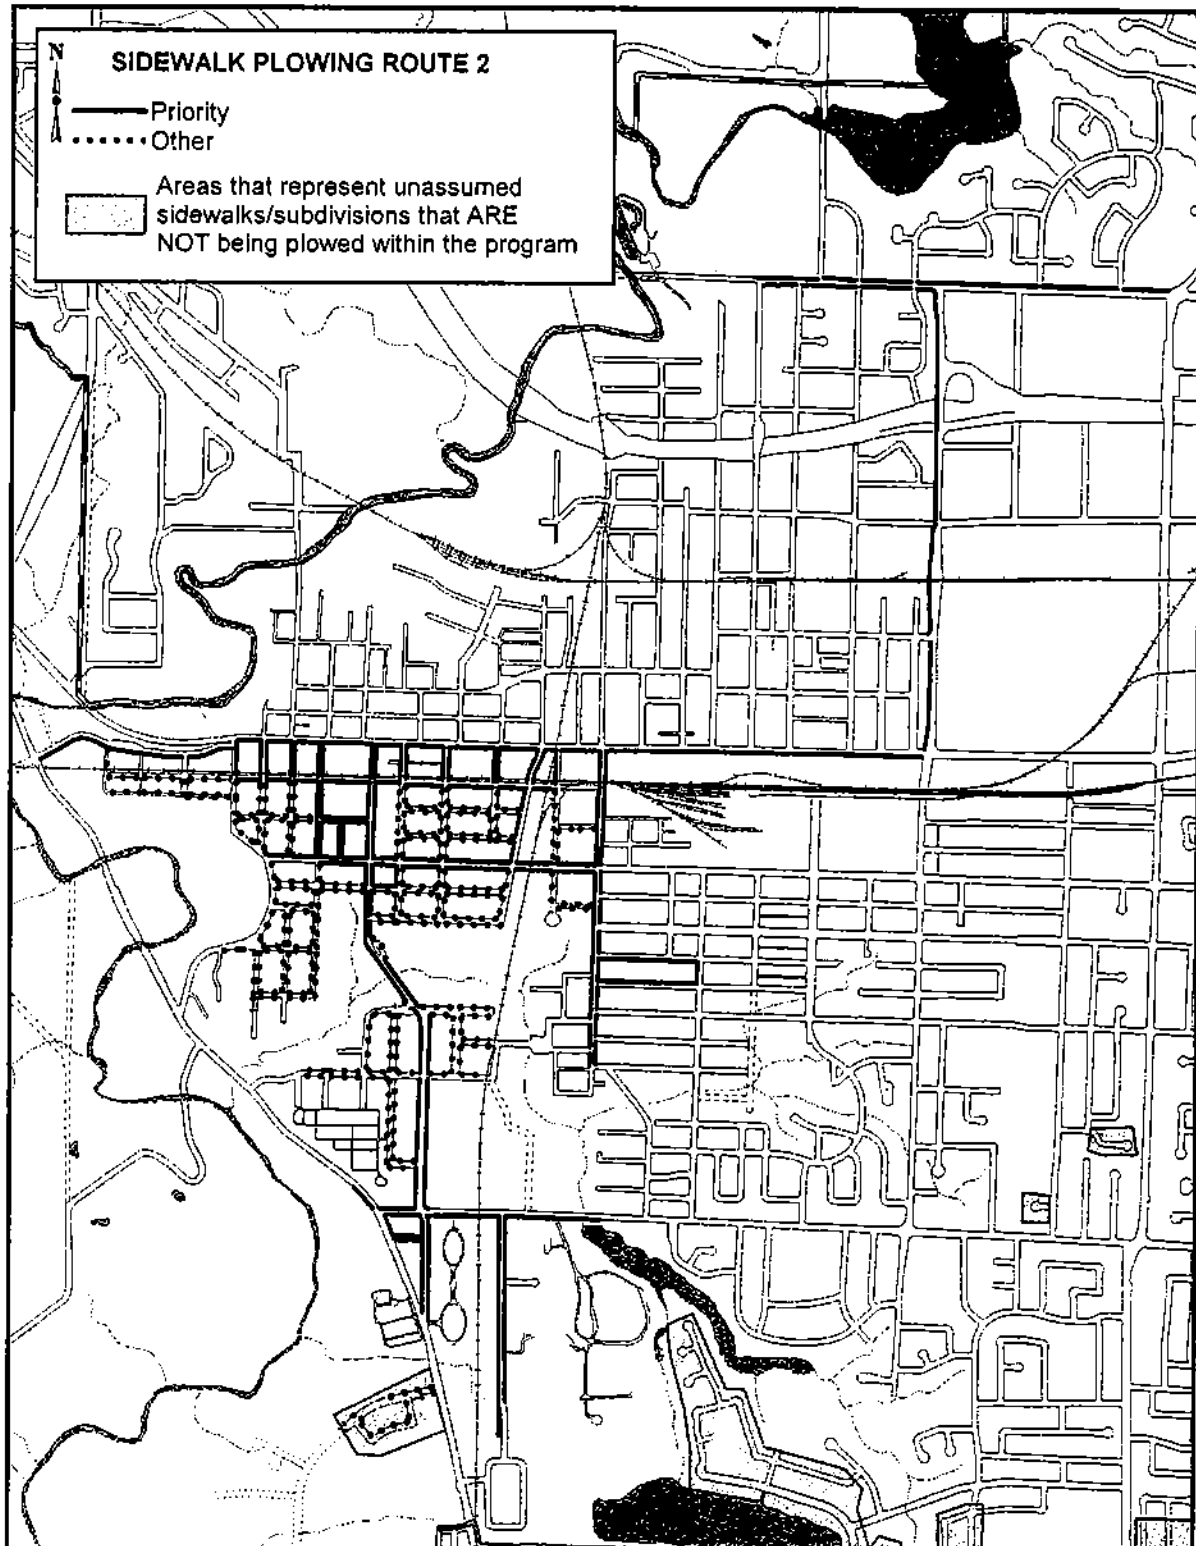 N
SIDEWALK PLOWING ROUTE 2
Priority
Other
Areas that represent unassumed
sidewalks/subdivisions that ARE
NOT being plowed within the program